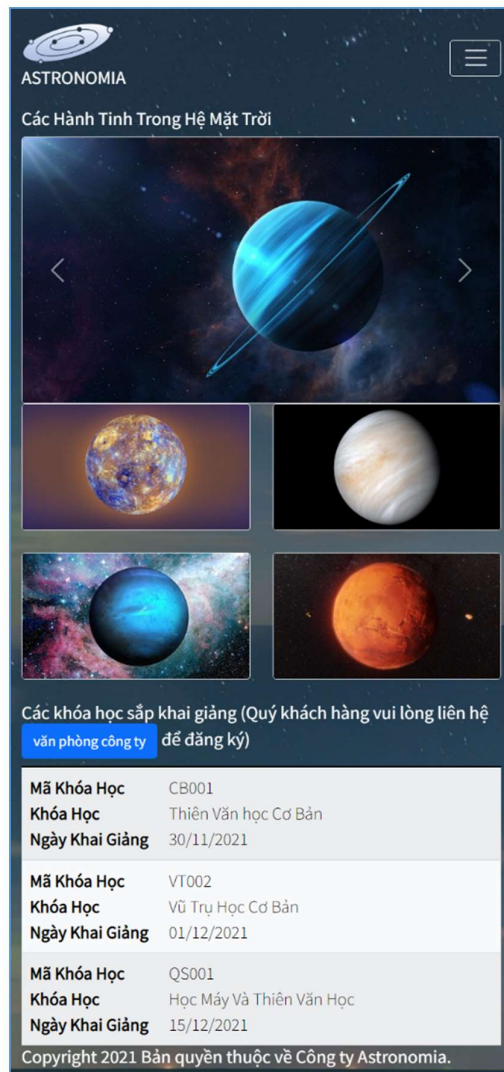 ASTRONOMIA
Các Hành Tinh Trong Hệ Mặt Trời
Các khóa học sắp khai giảng (Quý khách hàng vui lòng liên hệ
văn phòng công ty để đăng ký)
Mã Khóa Học CB001
Khóa Học Thiên Văn học Cơ Bản
Ngày Khai Giảng 30/11/2021
Mã Khóa Học VT002
Khóa Học Vũ Trụ Học Cơ Bản
Ngày Khai Giảng 01/12/2021
Mã Khóa Học QS001
Khóa Học Học Máy Và Thiên Văn Học
Ngày Khai Giảng 15/12/2021
Copyright 2021 Bản quyền thuộc về Công ty Astronomia.